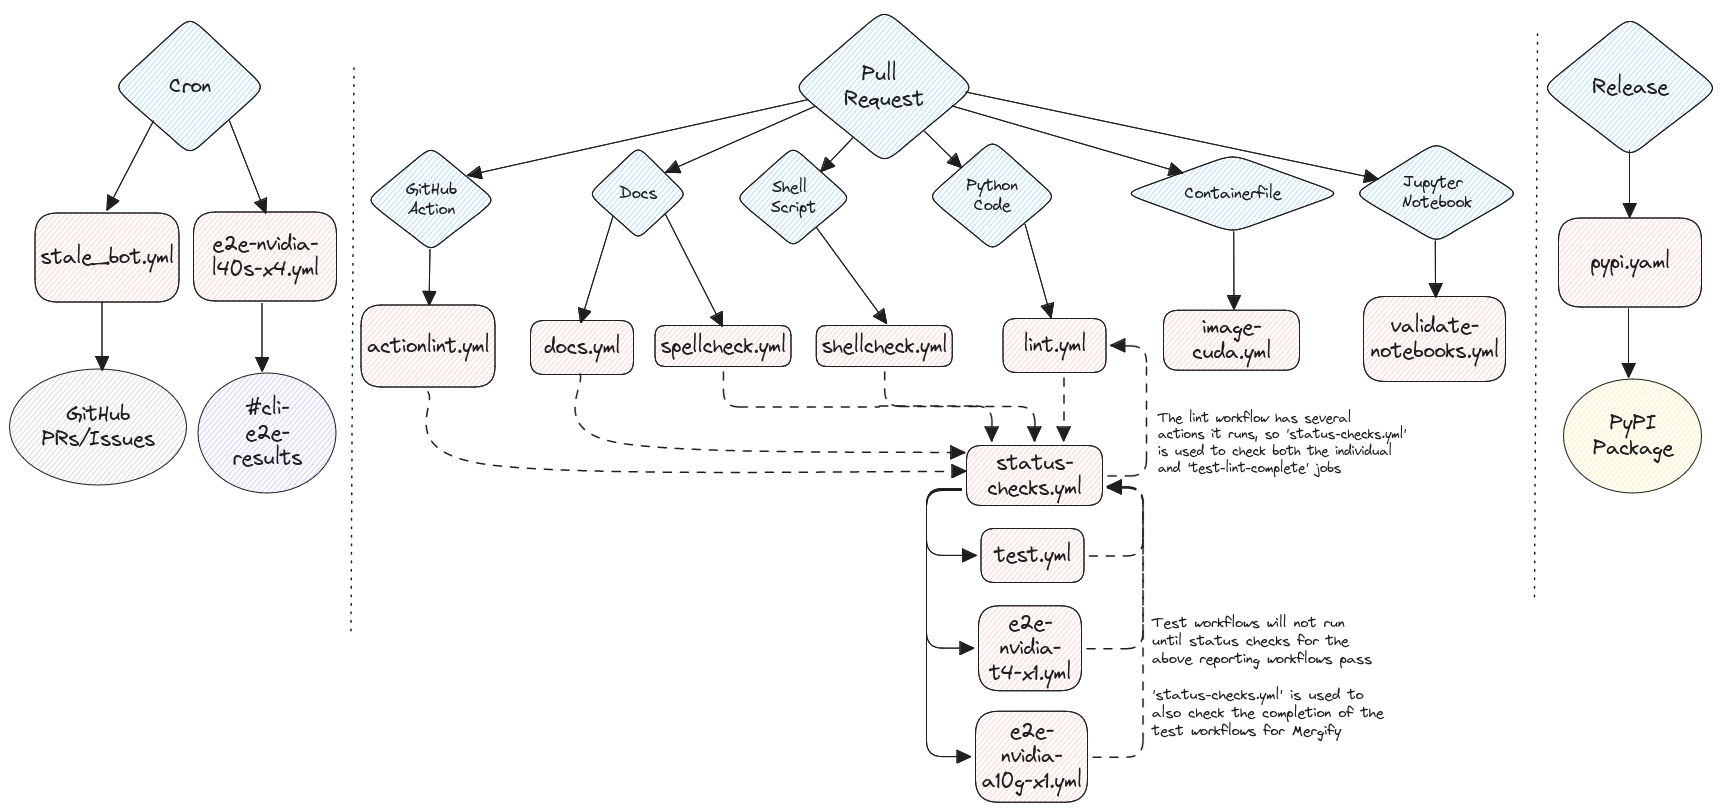 Cron
stale_bot.yml
e2e-nvidia-
l40s-x4.yml
GitHub
PRs/Issues
#cli-
e2e-
results
Pull
Request
GitHub
Action
Docs
Shell
Script
Python
Code
Containerfile
Jupyter
Notebook
actionlint.yml
docs.yml
spellcheck.yml
shellcheck.yml
lint.yml
image-
cuda.yml
validate-
notebooks.yml
The lint workflow has several
actions it runs, so 'status-checks.yml'
is used to check both the individual
and 'test-lint-complete' jobs
status-
checks.yml
test.yml
e2e-
nvidia-
t4-x1.yml
e2e-
nvidia-
a10g-x1.yml
Test workflows will not run
until status checks for the
above reporting workflows pass
'status-checks.yml' is used to
also check the completion of the
test workflows for Mergify
Release
pypi.yaml
PyPI
Package